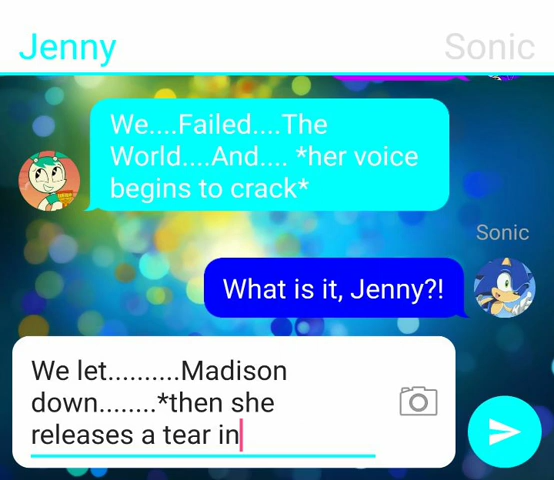 Jenny
Sonic
We....Failed....The
World....And.... *her voice
begins to crack*
Sonic
What is it, Jenny?!
We let..........Madison
down........*then she
releases a tear in